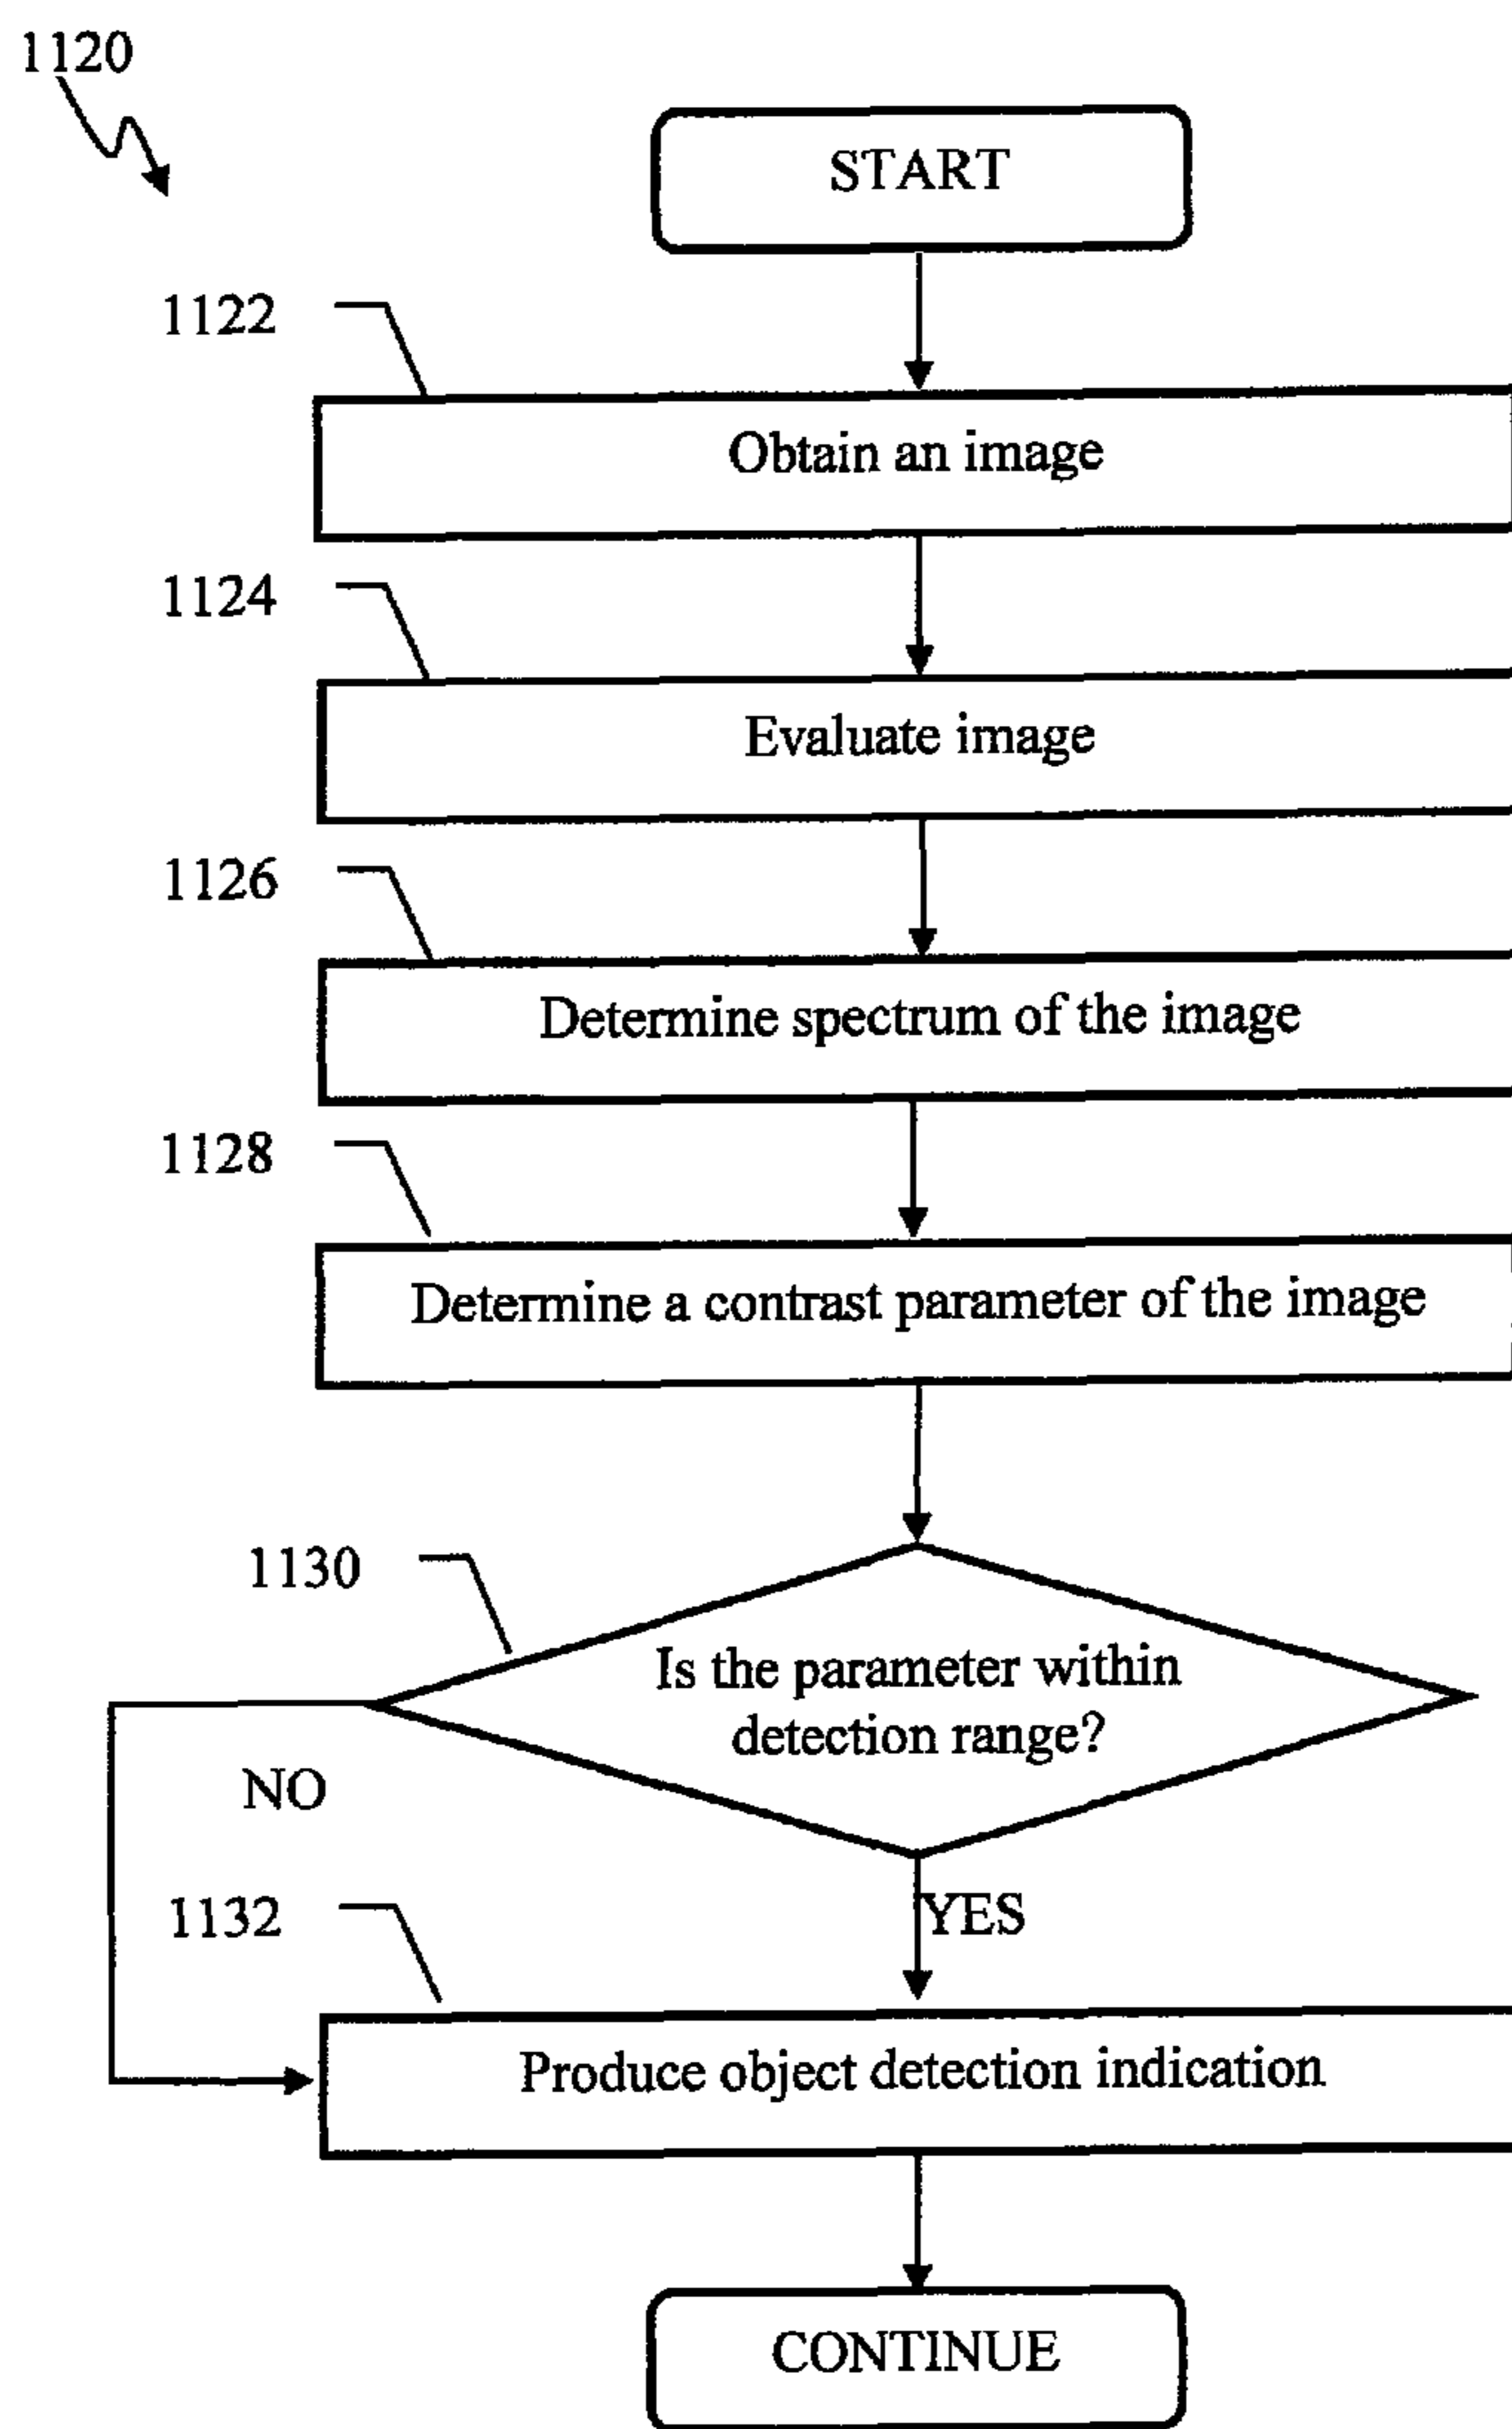 1120
START
1122
Obtain an image
1124
Evaluate image
1126
Determine spectrum of the image
1128
Determine a contrast parameter of the image
1130
Is the parameter within
detection range?
NO
YES
1132
Produce object detection indication
CONTINUE